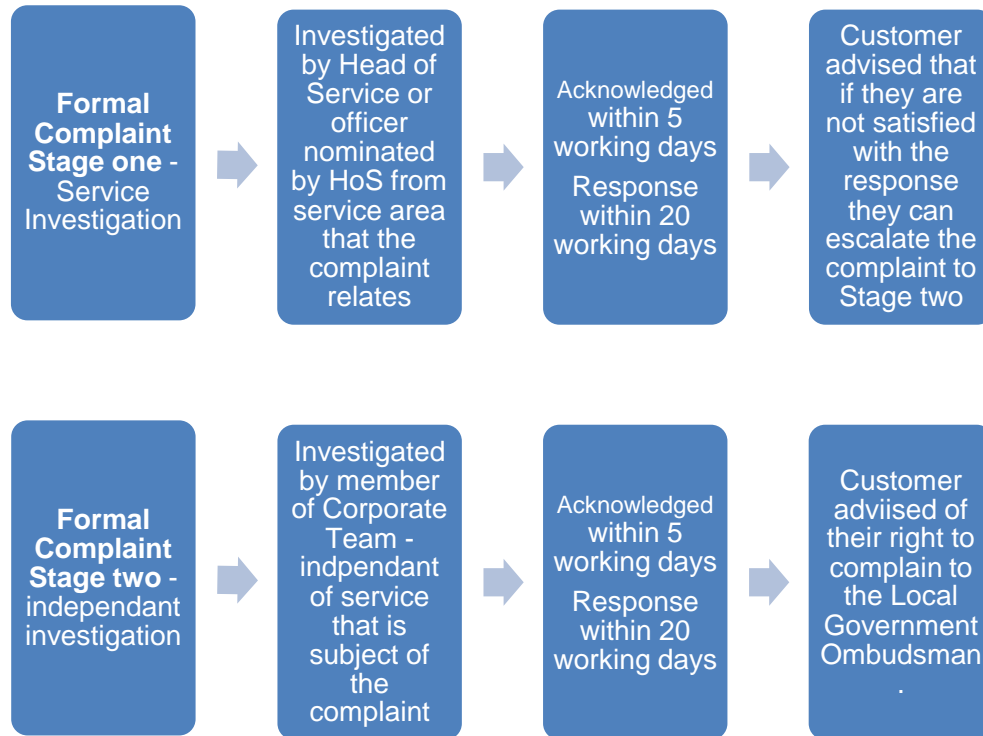 Formal
Complaint
Stage one -
Service
Investigation
Investigated
by Head of
Service or
officer
nominated
by HoS from
service area
that the
complaint
relates
Acknowledged
within 5
working days
Response
within 20
working days
Customer
advised that
if they are
not satisfied
with the
response
they can
escalate the
complaint to
Stage two
Formal
Complaint
Stage two -
independant
investigation
Investigated
by member
of Corporate
Team -
indpendant
of service
that is
subject of
the
complaint
Acknowledged
within 5
working days
Response
within 20
working days
Customer
adviised of
their right to
complain to
the Local
Government
Ombudsman
.